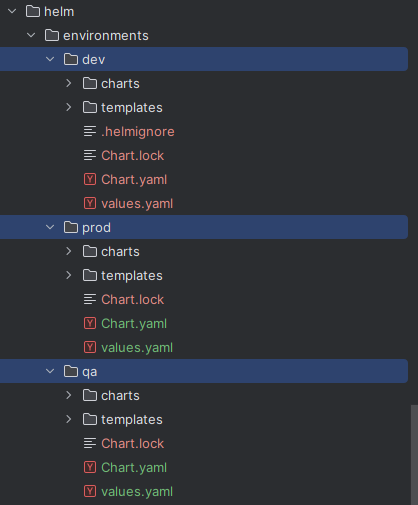 helm
environments
dev
charts
templates
.helmignore
Chart.lock
Chart.yaml
values.yaml
prod
charts
templates
Chart.lock
Chart.yaml
values.yaml
qa
charts
templates
Chart.lock
Chart.yaml
values.yaml